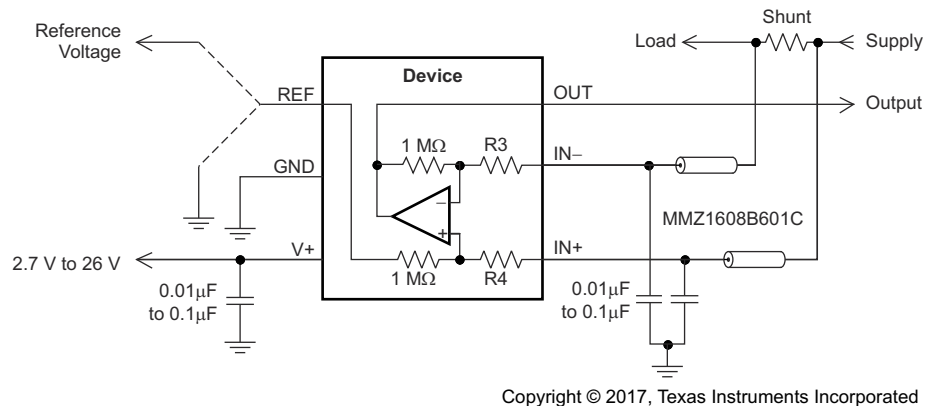 Reference
Voltage
Shunt
Load
Supply
Device
REF
OUT
Output
1 MΩ
R3
IN−
GND
−
MMZ1608B601C
+
V+
IN+
2.7 V to 26 V
1 MΩ
R4
0.01μF
to 0.1μF
0.01μF
to 0.1μF
Copyright © 2017, Texas Instruments Incorporated